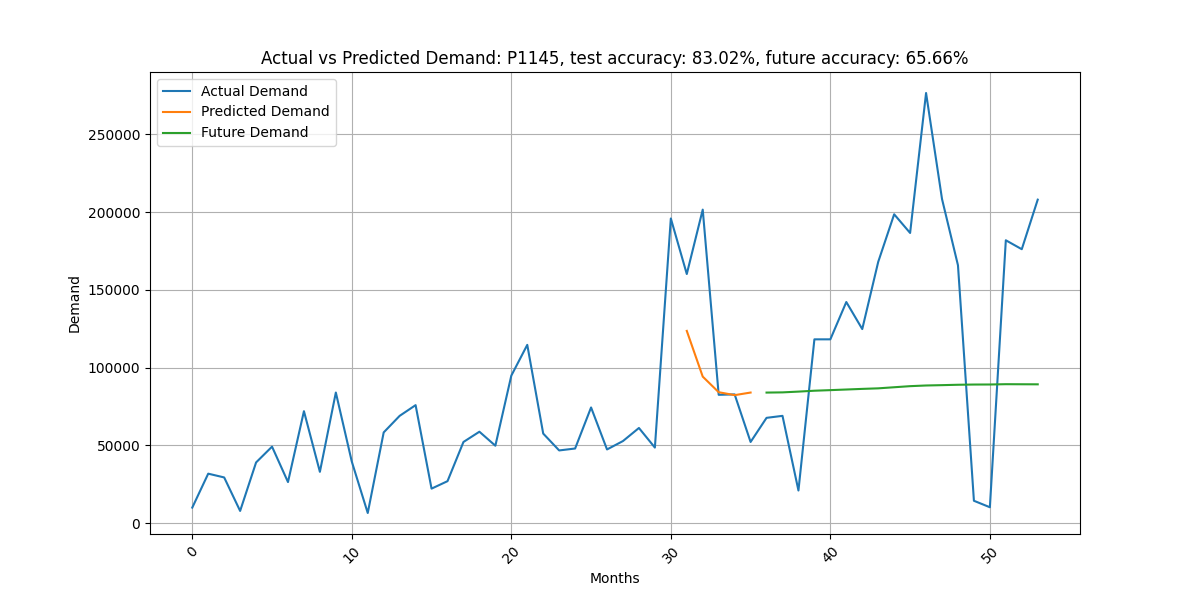 Actual vs Predicted Demand: P1145, test accuracy: 83.02%, future accuracy: 65.66%
Actual Demand
Predicted Demand
Future Demand
250000
200000
150000
100000
50000
0
Demand
0
10
20
30
40
50
Months